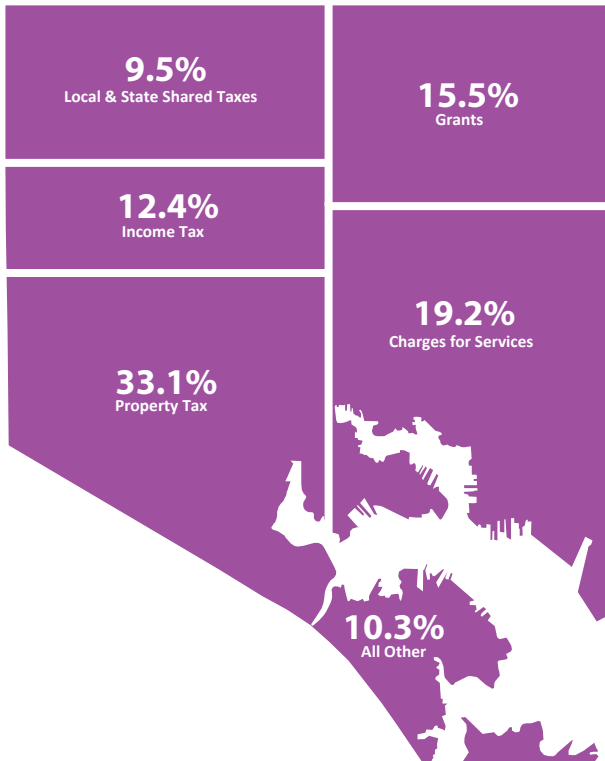 9.5%
Local & State Shared Taxes
15.5%
Grants
12.4%
Income Tax
19.2%
Charges for Services
33.1%
Property Tax
10.3%
All Other